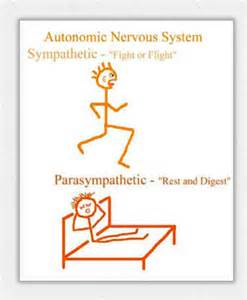 Autonomic Nervous System
Sympathetic - "Fight or Flight"
Parasympathetic - "Rest and Digest"